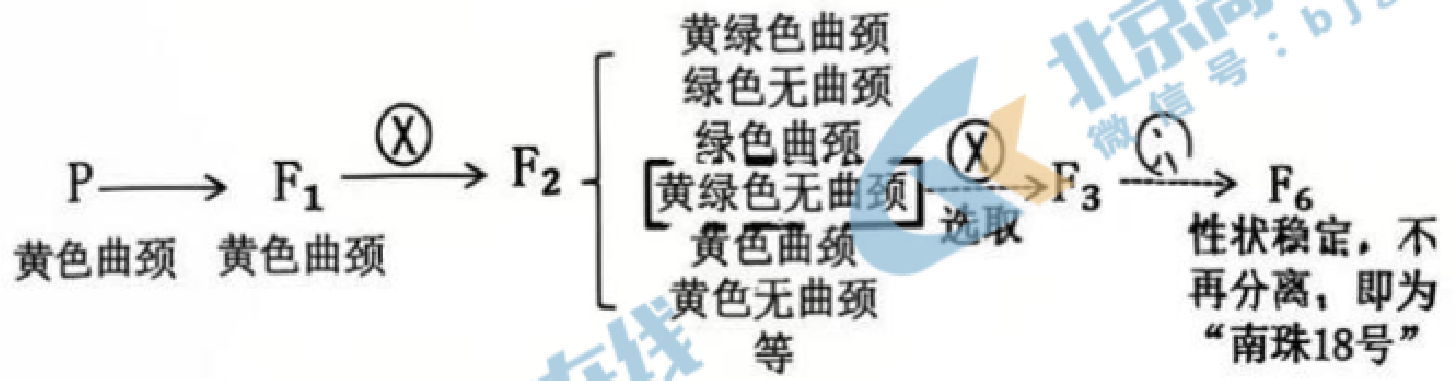 黄绿色曲颈
绿色无曲颈
绿色曲颈
P F₁ Ⓧ F₂ 黄绿色无曲颈 Ⓧ F₃ F₆
黄色曲颈 黄色曲颈 选取
黄色曲颈
黄色无曲颈
等
性状稳定，不
再分离，即为
“南珠18号”
北京高
微信号：bjg
在线